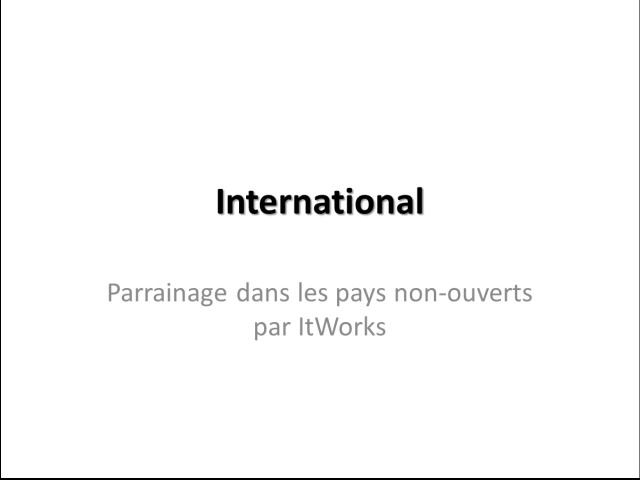 International
Parrainage dans les pays non-ouverts
par ItWorks